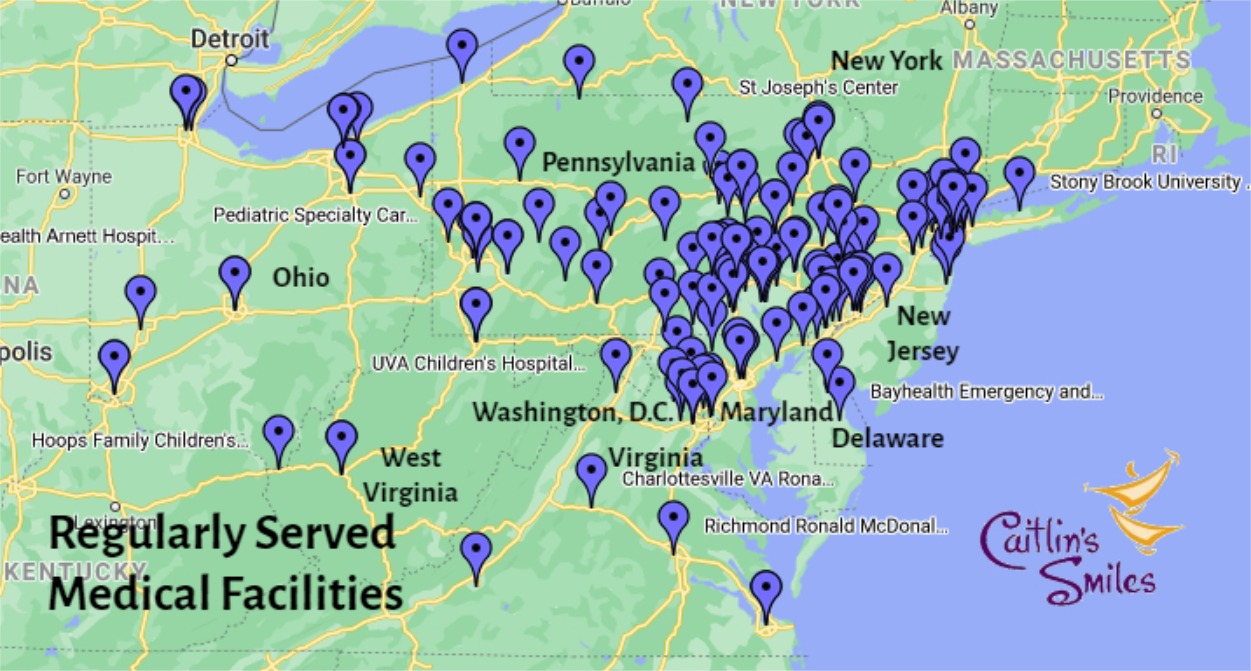 Buffalo
NEW YORK
Albany
Detroit
New York
MASSACHUSETTS
St Joseph's Center
Providence
Pennsylvania
RI
Fort Wayne
Stony Brook University .
Pediatric Specialty Car...
ealth Arnett Hospit...
Ohio
NA
New
Jersey
polis
UVA Children's Hospital...
Bayhealth Emergency and...
Washington, D.C.
Maryland
Delaware
Hoops Family Children's...
West
Virginia
Virginia
Charlottesville VA Rona...
Lexington
Regularly Served
Medical Facilities
KENTUCKY
Richmond Ronald McDonal...
Caitlin's
Smiles